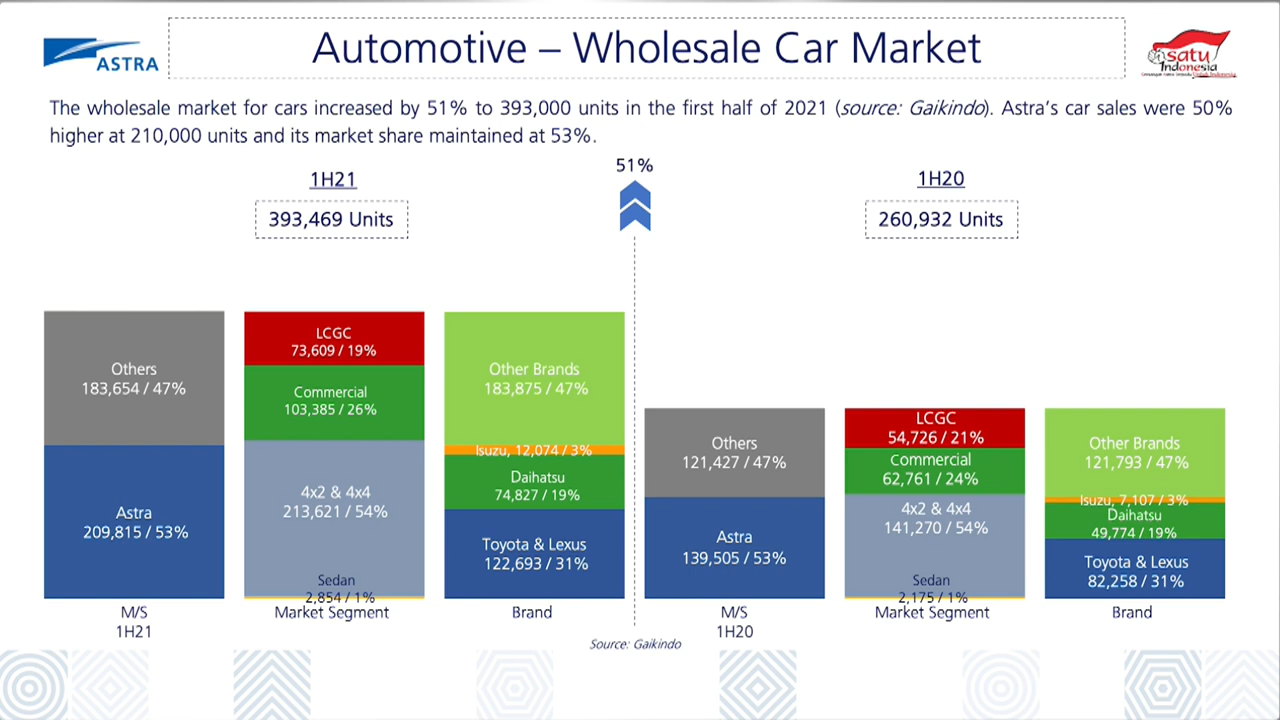 ASTRA
Automotive – Wholesale Car Market
satu
Indonesia
The wholesale market for cars increased by 51% to 393,000 units in the first half of 2021 (source: Gaikindo). Astra's car sales were 50%
higher at 210,000 units and its market share maintained at 53%.
51%
1H21
393,469 Units
1H20
260,932 Units
Others
183,654 / 47%
Astra
209,815 / 53%
M/S
1H21
LCGC
73,609 / 19%
Commercial
103,385 / 26%
4x2 & 4x4
213,621 / 54%
Sedan
2,854 / 1%
Market Segment
Other Brands
183,875 / 47%
Isuzu, 12,074 / 3%
Daihatsu
74,827 / 19%
Toyota & Lexus
122,693 / 31%
Brand
Others
121,427 / 47%
Astra
139,505 / 53%
M/S
1H20
LCGC
54,726 / 21%
Commercial
62,761 / 24%
4x2 & 4x4
141,270 / 54%
Sedan
2,175 / 1%
Market Segment
Other Brands
121,793 / 47%
Isuzu, 7,107 / 3%
Daihatsu
49,774 / 19%
Toyota & Lexus
82,258 / 31%
Brand
Source: Gaikindo